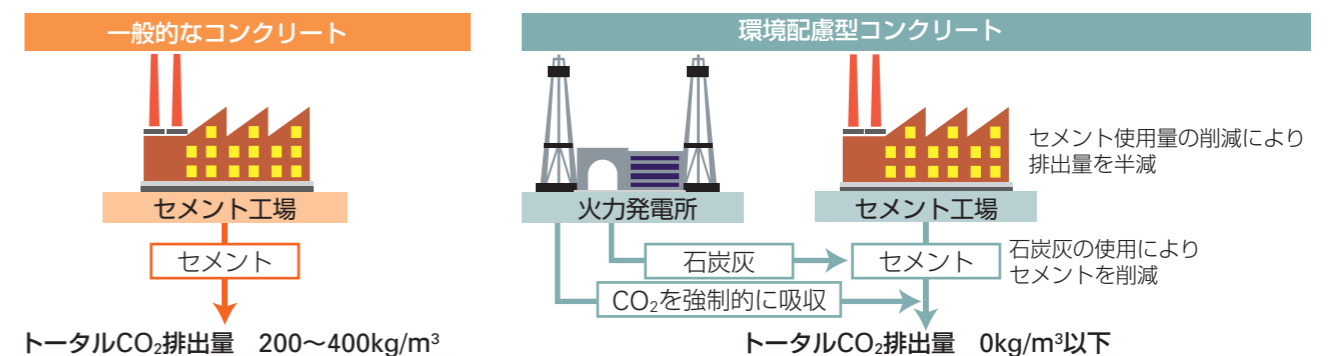 一般的なコンクリート
セメント工場
セメント
トータルCO₂排出量 200〜400kg/m³
環境配慮型コンクリート
火力発電所
セメント工場
セメント使用量の削減により
排出量を半減
石炭灰
セメント
石炭灰の使用により
セメントを削減
CO₂を強制的に吸収
トータルCO₂排出量 0kg/m³以下